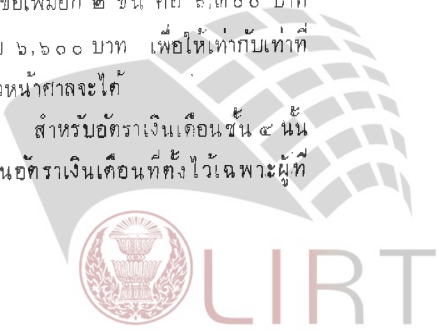 ขอเพิ่มอีก ๒ ขั้น คือ ๖,๓๐๐ บาท
๖,๖๐๐ บาท เพื่อให้เท่ากับเท่าที่
หน้าศาลจะได้
สำหรับอัตราเงินเดือนชั้น ๔ นั้น
นอัตราเงินเดือนที่ตั้งไว้เฉพาะผู้ที่
LIRT